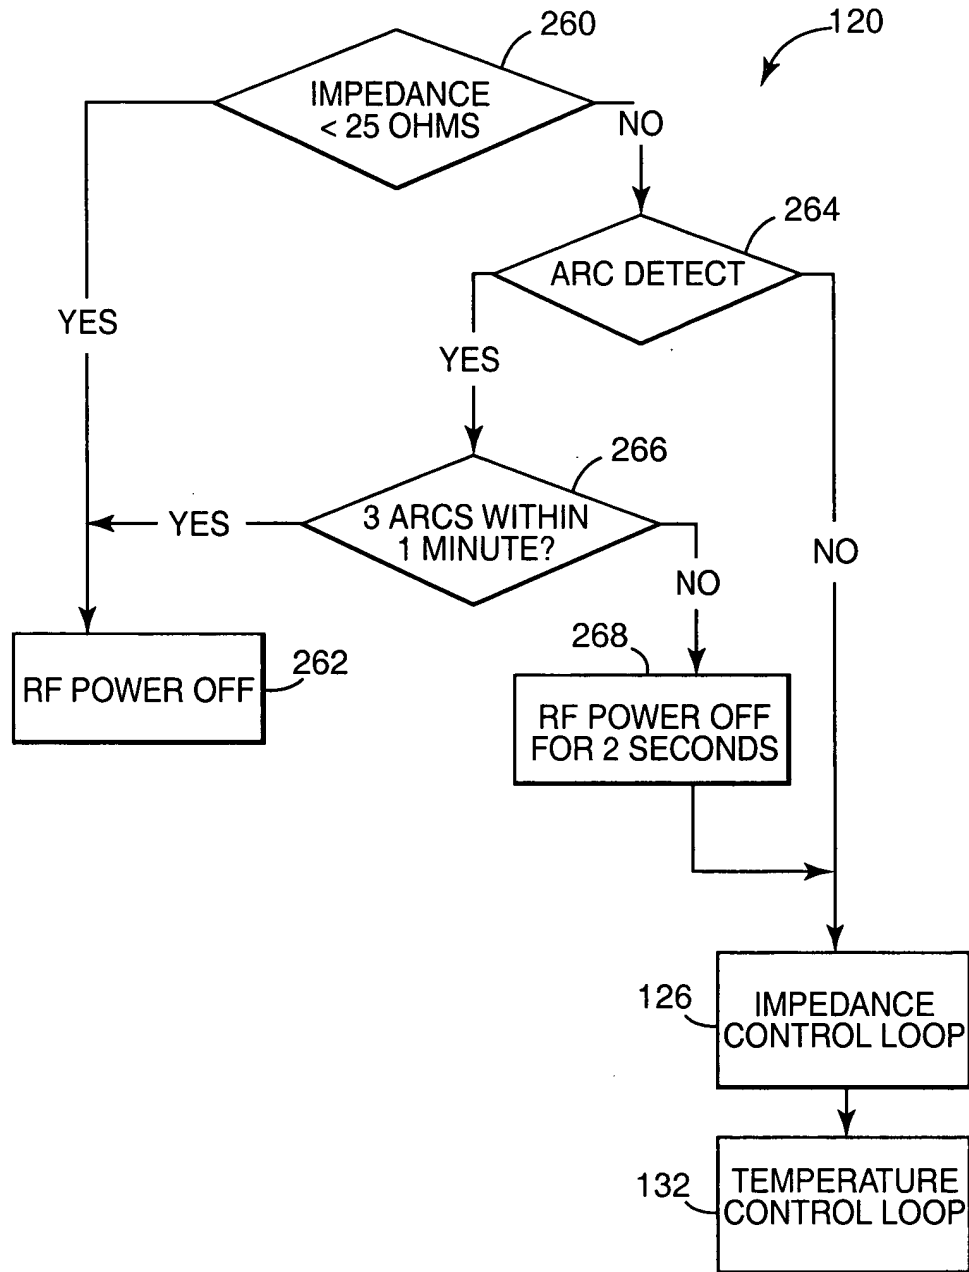 260
120
IMPEDANCE
< 25 OHMS
NO
264
ARC DETECT
YES
YES
266
3 ARCS WITHIN
1 MINUTE?
YES
NO
NO
268
262
RF POWER OFF
RF POWER OFF
FOR 2 SECONDS
126
IMPEDANCE
CONTROL LOOP
132
TEMPERATURE
CONTROL LOOP